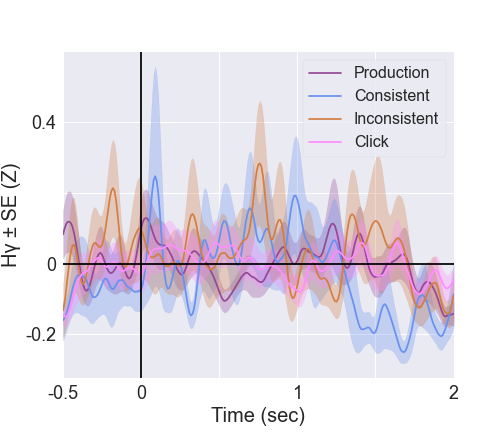 Production
Consistent
Inconsistent
Click
Hγ ± SE (Z)
0.4
0
-0.2
-0.5
0
1
2
Time (sec)